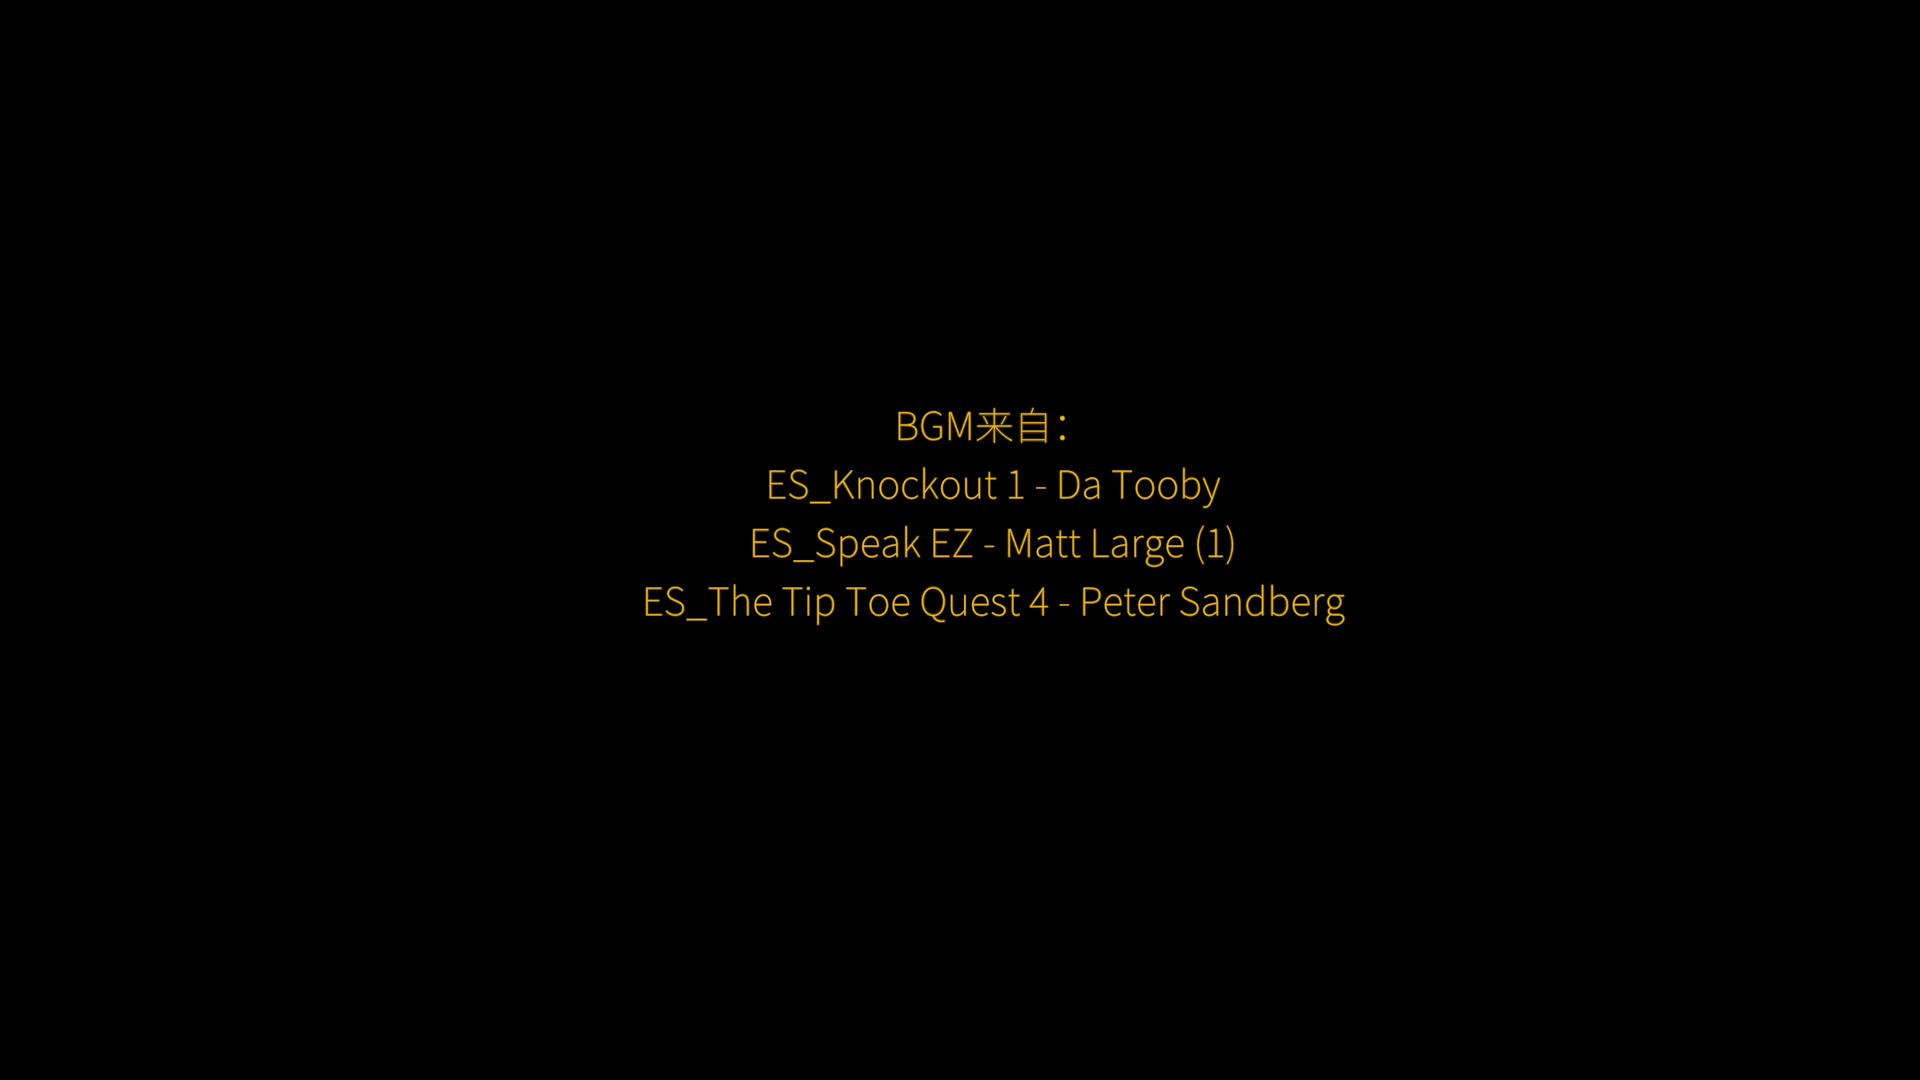 BGM来自：
ES_Knockout 1 - Da Tooby
ES_Speak EZ - Matt Large (1)
ES_The Tip Toe Quest 4 - Peter Sandberg